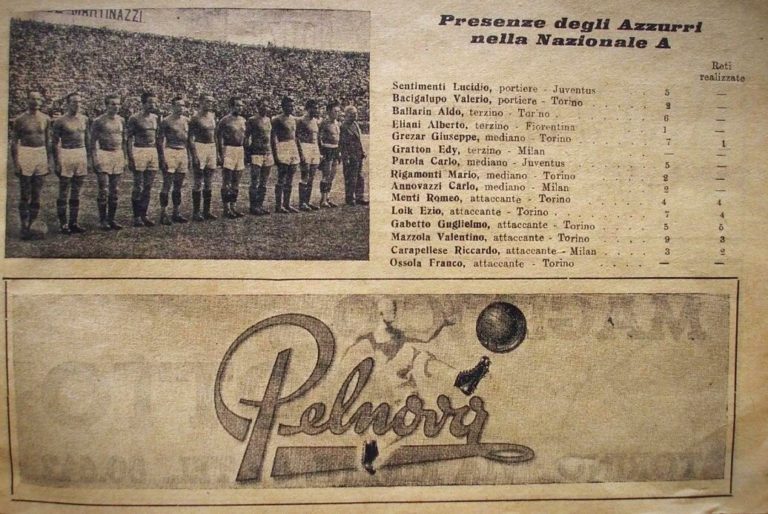 MARTINAZZI
Presenze degli Azzurri
nella Nazionale A
Reti
realizzate
Sentimenti Lucidio, portiere - Juventus . . . . 5 —
Bacigalupo Valerio, portiere - Torino . . . . 2 —
Ballarin Aldo, terzino - Torino . . . . 6 —
Eliani Alberto, terzino - Fiorentina . . . . 1 —
Grezar Giuseppe, mediano - Torino . . . . 7 1
Gratton Edy, terzino - Milan . . . . — —
Parola Carlo, mediano - Juventus . . . . 5 —
Rigamonti Mario, mediano - Torino . . . . 2 —
Annovazzi Carlo, mediano - Milan . . . . 2 —
Menti Romeo, attaccante - Torino . . . . 4 4
Loik Ezio, attaccante - Torino . . . . 7 4
Gabetto Guglielmo, attaccante - Torino . . . . 5 5
Mazzola Valentino, attaccante - Torino . . . . 9 3
Carapellese Riccardo, attaccante - Milan . . . . 3 2
Ossola Franco, attaccante - Torino . . . . — —
Pelnova